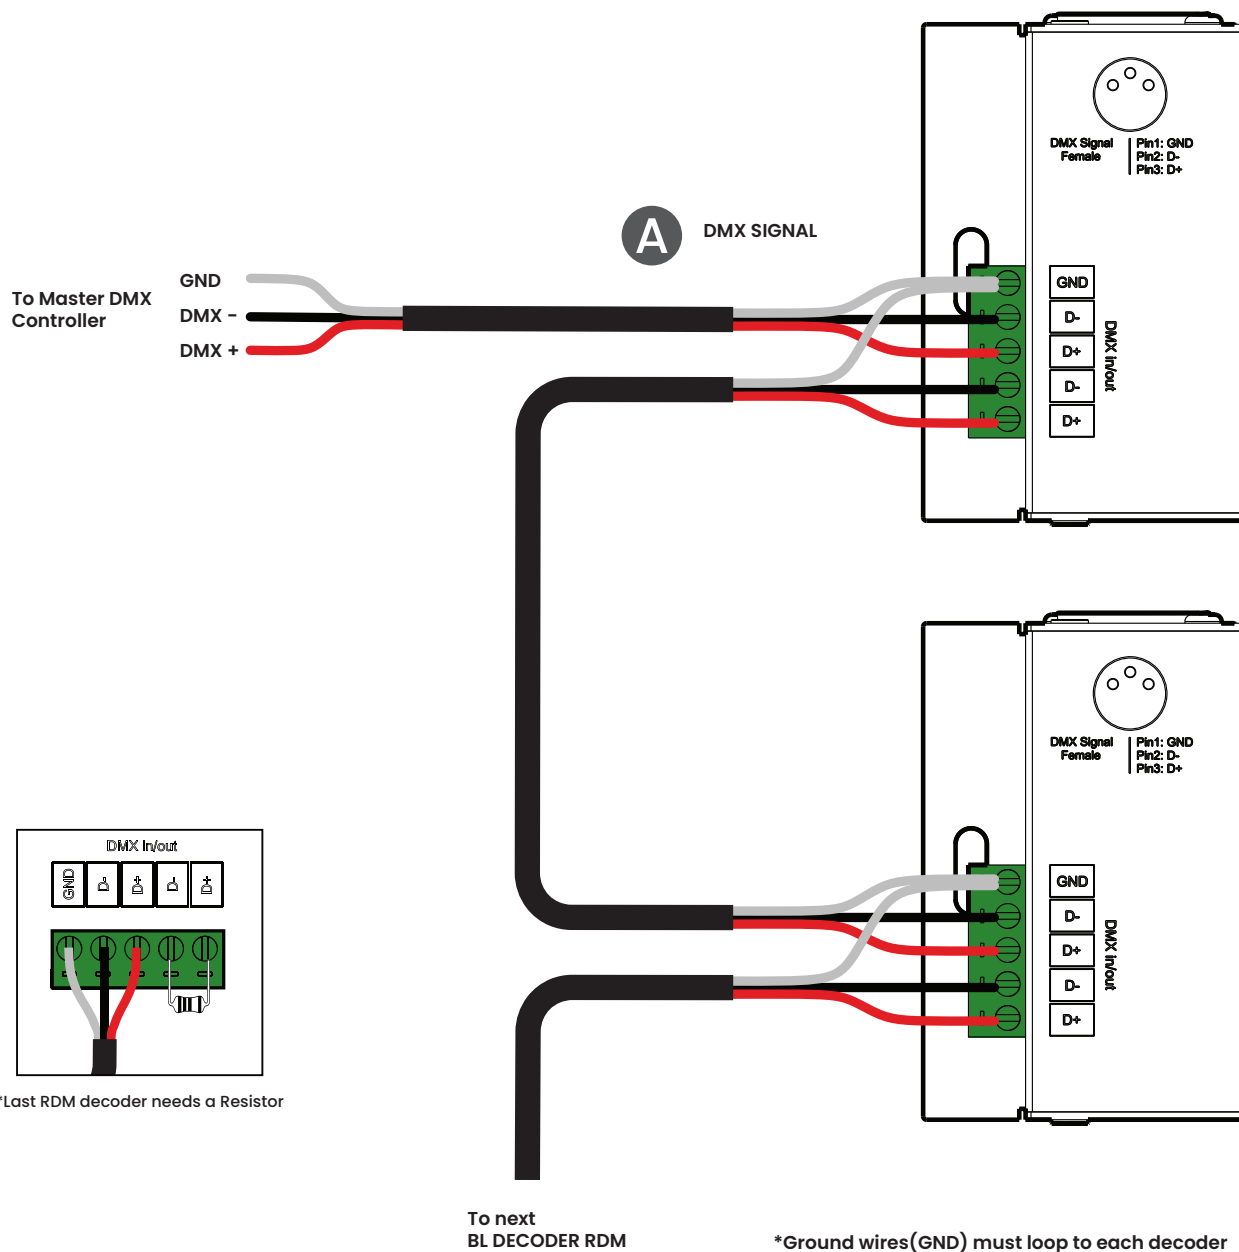 DMX Signal
Female
Pin1: GND
Pin2: D-
Pin3: D+
A
DMX SIGNAL
To Master DMX
Controller
GND
DMX -
DMX +
GND
D-
D+
D-
D+
DMX in/out
DMX Signal
Female
Pin1: GND
Pin2: D-
Pin3: D+
GND
D-
D+
D-
D+
DMX in/out
DMX in/out
GND
D-
D+
D-
D+
*Last RDM decoder needs a Resistor
To next
BL DECODER RDM
*Ground wires(GND) must loop to each decoder